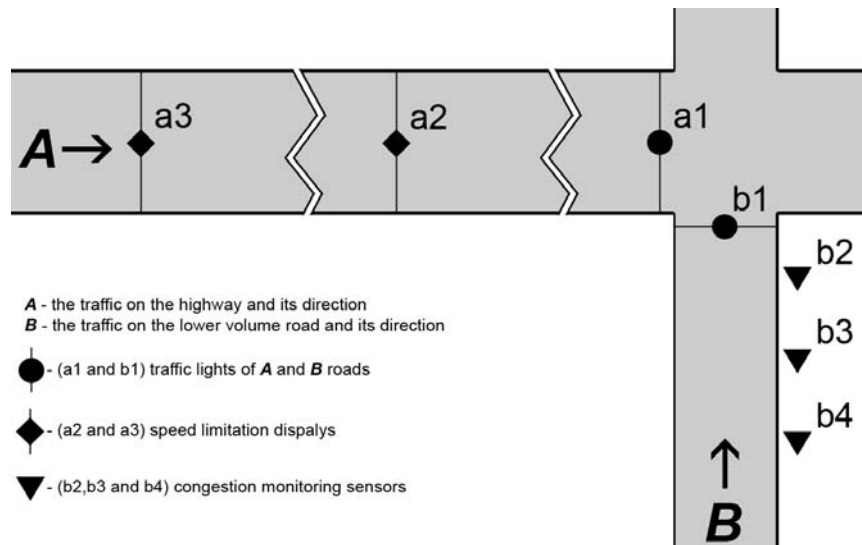 a3
a2
a1
A
b1
b2
b3
b4
A - the traffic on the highway and its direction
B - the traffic on the lower volume road and its direction
- (a1 and b1) traffic lights of A and B roads
- (a2 and a3) speed limitation dispalys
- (b2,b3 and b4) congestion monitoring sensors
B